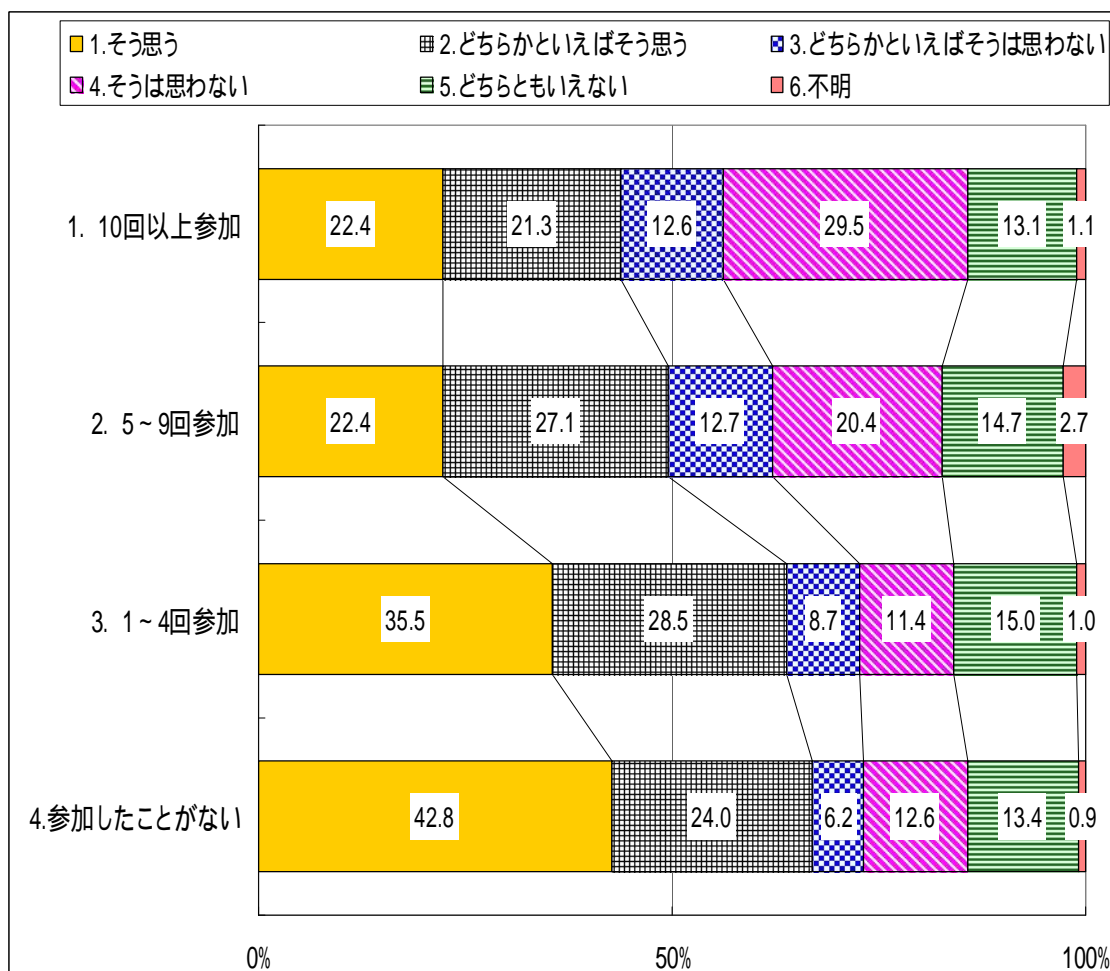 1.そう思う 2.どちらかといえばそう思う 3.どちらかといえばそうは思わない
4.そうは思わない 5.どちらともいえない 6.不明
1. 10回以上参加 22.4 21.3 12.6 29.5 13.1 1.1
2. 5~9回参加 22.4 27.1 12.7 20.4 14.7 2.7
3. 1~4回参加 35.5 28.5 8.7 11.4 15.0 1.0
4.参加したことがない 42.8 24.0 6.2 12.6 13.4 0.9
0% 50% 100%